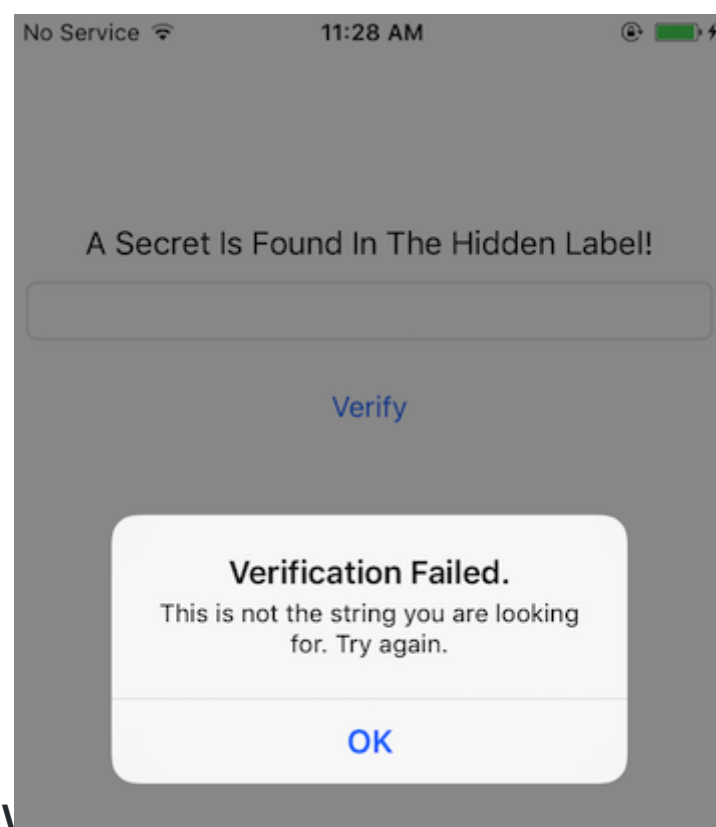 No Service
11:28 AM
A Secret Is Found In The Hidden Label!
Verify
Verification Failed.
This is not the string you are looking
for. Try again.
OK